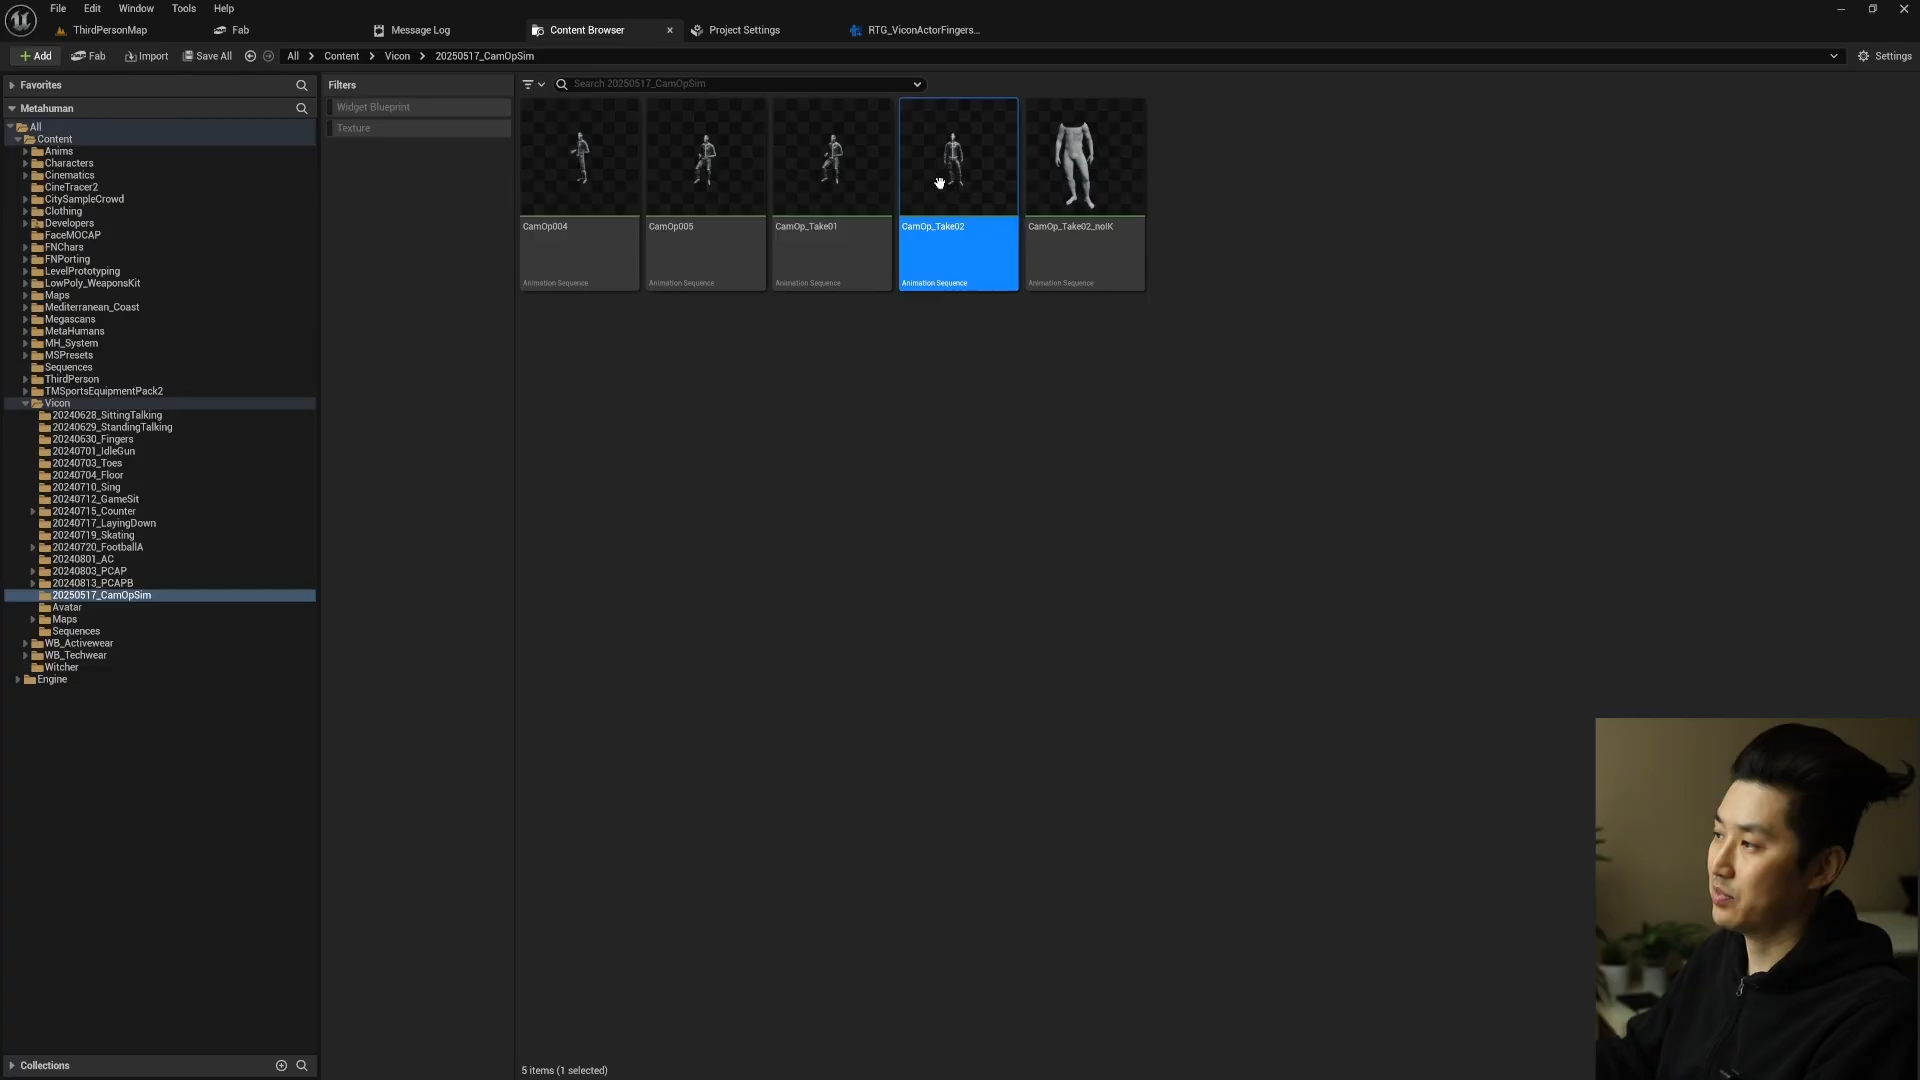 File Edit Window Tools Help
ThirdPersonMap Fab Message Log Content Browser Project Settings RTG_ViconActorFingers...
Add Fab Import Save All All Content Vicon 20250517_CamOpSim Settings
Favorites
Filters
Search 20250517_CamOpSim
Metahuman
Widget Blueprint
Texture
All
Content
Anims
Characters
Cinematics
CineTracer2
CitySampleCrowd
Clothing
Developers
FaceMOCAP
FNChars
FNPorting
LevelPrototyping
LowPoly_WeaponsKit
Maps
Mediterranean_Coast
Megascans
MetaHumans
MH_System
MSPresets
Sequences
ThirdPerson
TMSportsEquipmentPack2
Vicon
20240628_SittingTalking
20240629_StandingTalking
20240630_Fingers
20240701_IdleGun
20240703_Toes
20240704_Floor
20240710_Sing
20240712_GameSit
20240715_Counter
20240717_LayingDown
20240719_Skating
20240720_FootballA
20240801_AC
20240803_PCAP
20240813_PCAPB
20250517_CamOpSim
Avatar
Maps
Sequences
WB_Activewear
WB_Techwear
Witcher
Engine
CamOp004 CamOp005 CamOp_Take01 CamOp_Take02 CamOp_Take02_noIK
Animation Sequence Animation Sequence Animation Sequence Animation Sequence Animation Sequence
Collections
5 items (1 selected)